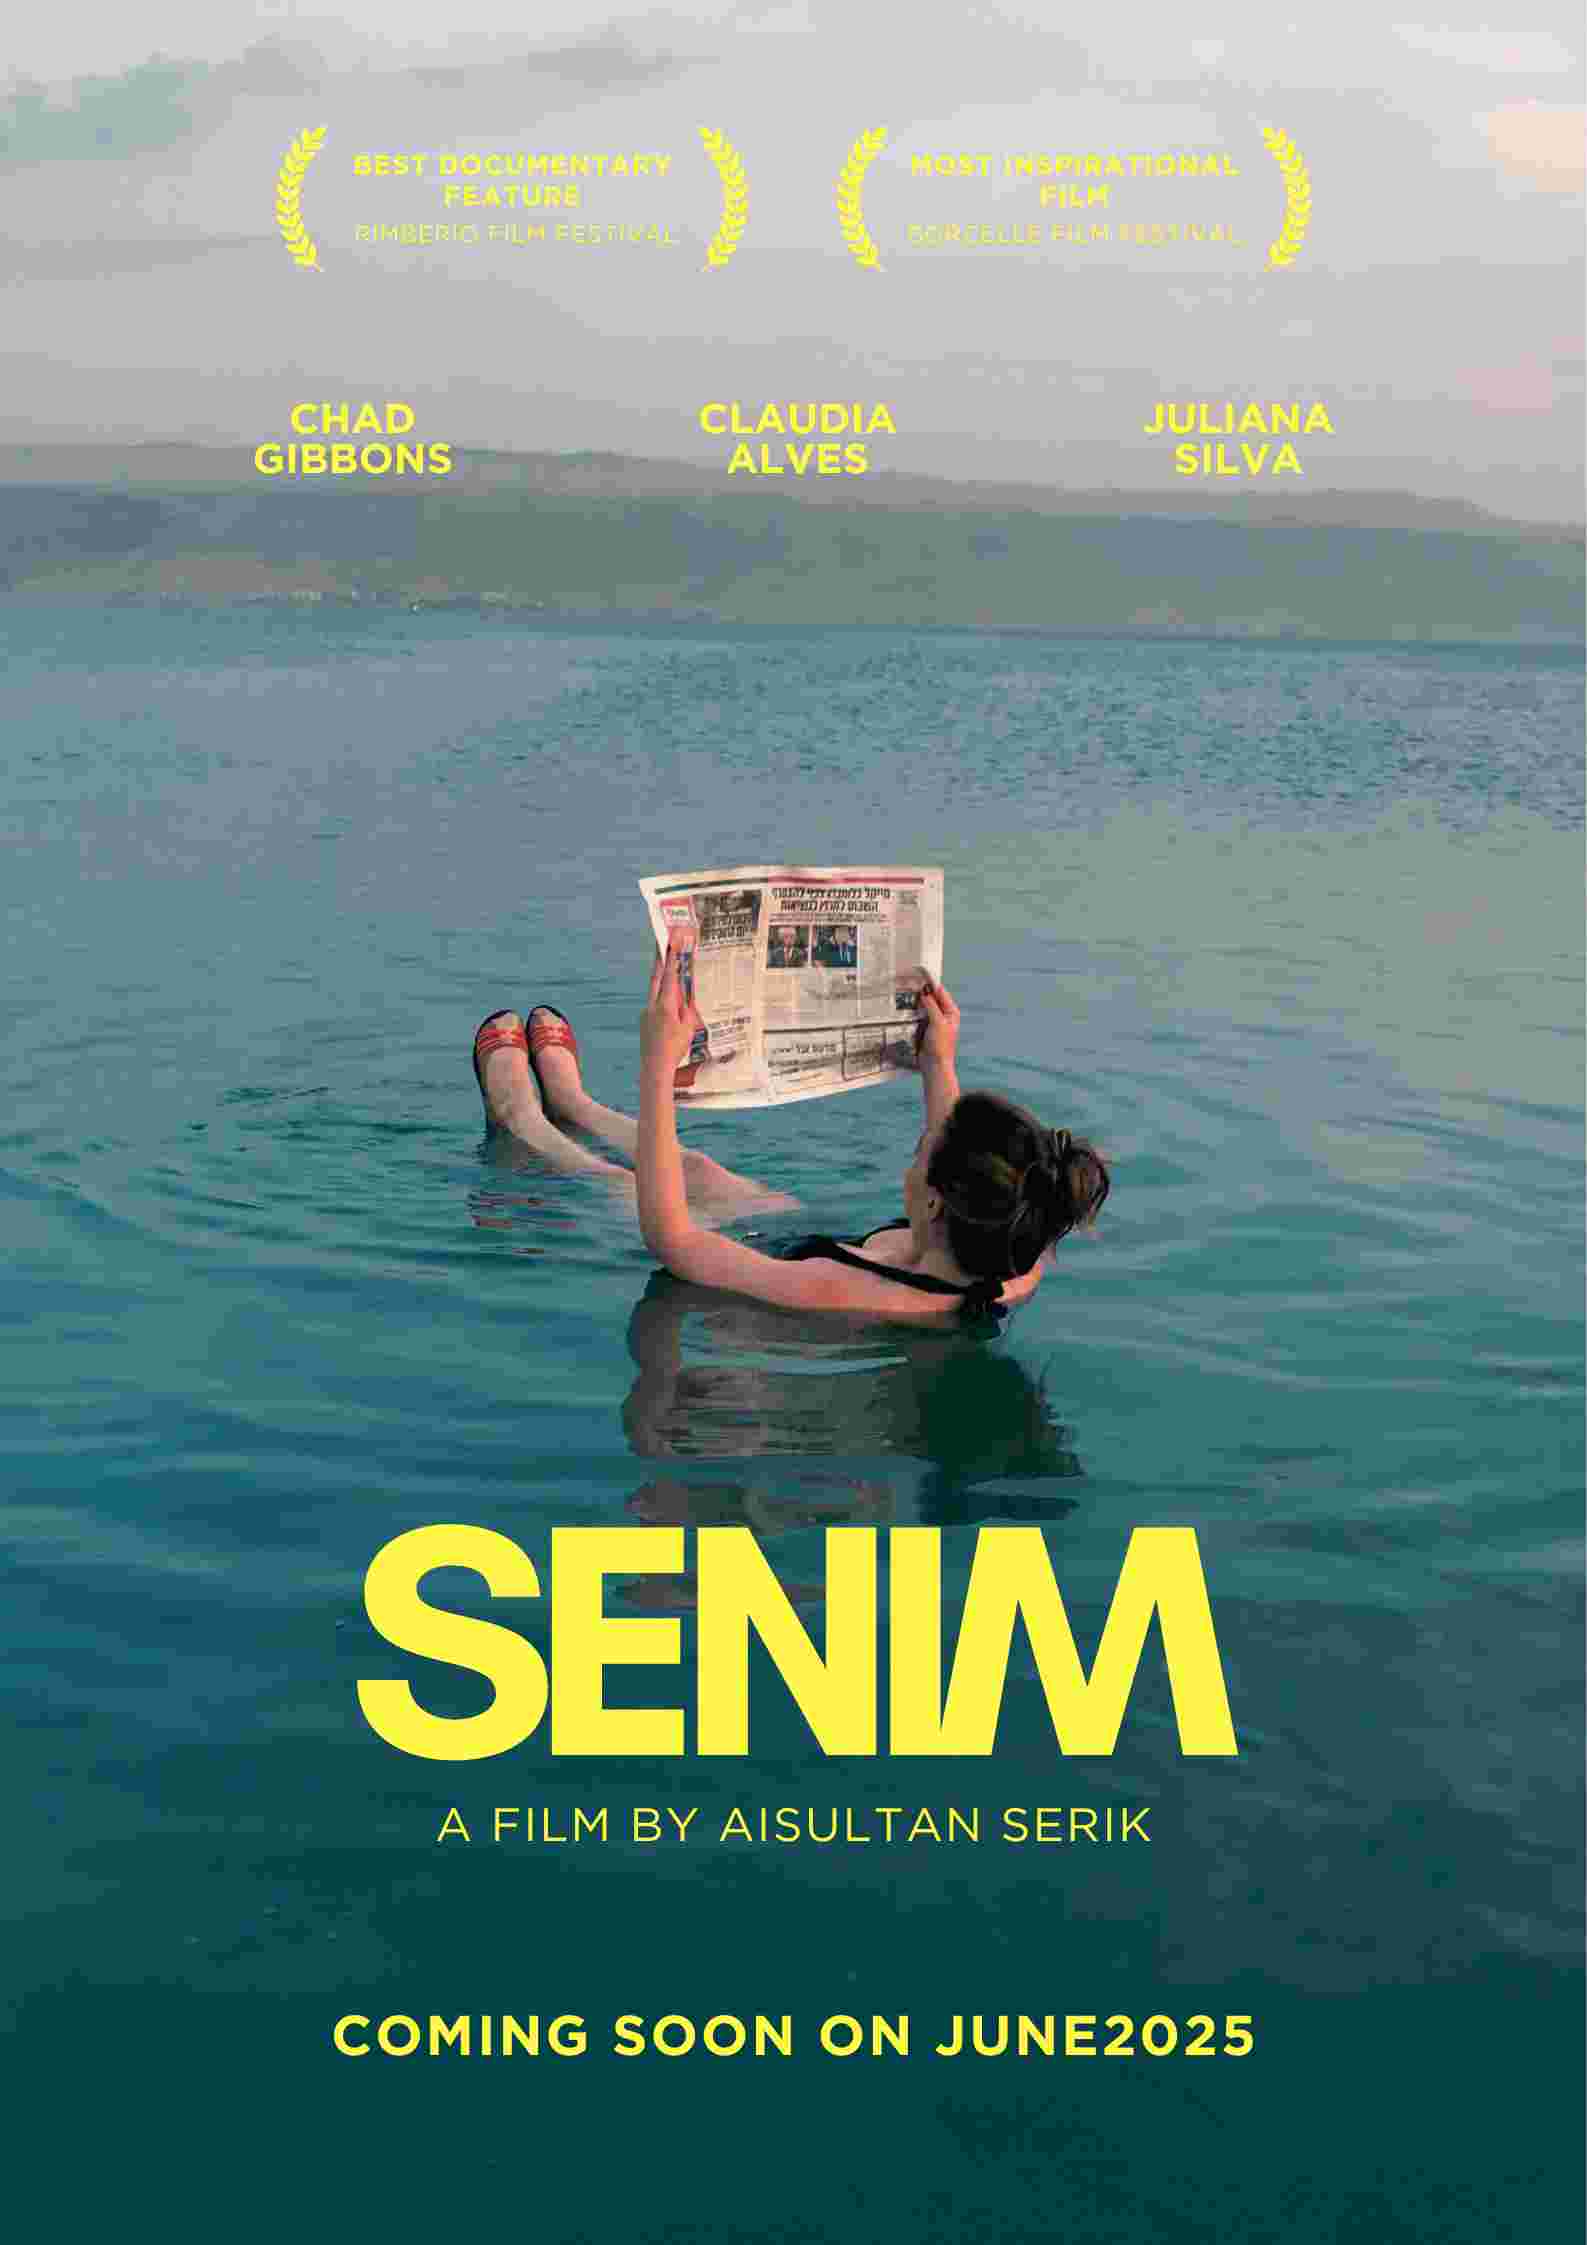 BEST DOCUMENTARY
FEATURE
RIMBERIO FILM FESTIVAL
MOST INSPIRATIONAL
FILM
BORCELLE FILM FESTIVAL
CHAD
GIBBONS
CLAUDIA
ALVES
JULIANA
SILVA
SENIM
A FILM BY AISULTAN SERIK
COMING SOON ON JUNE2025